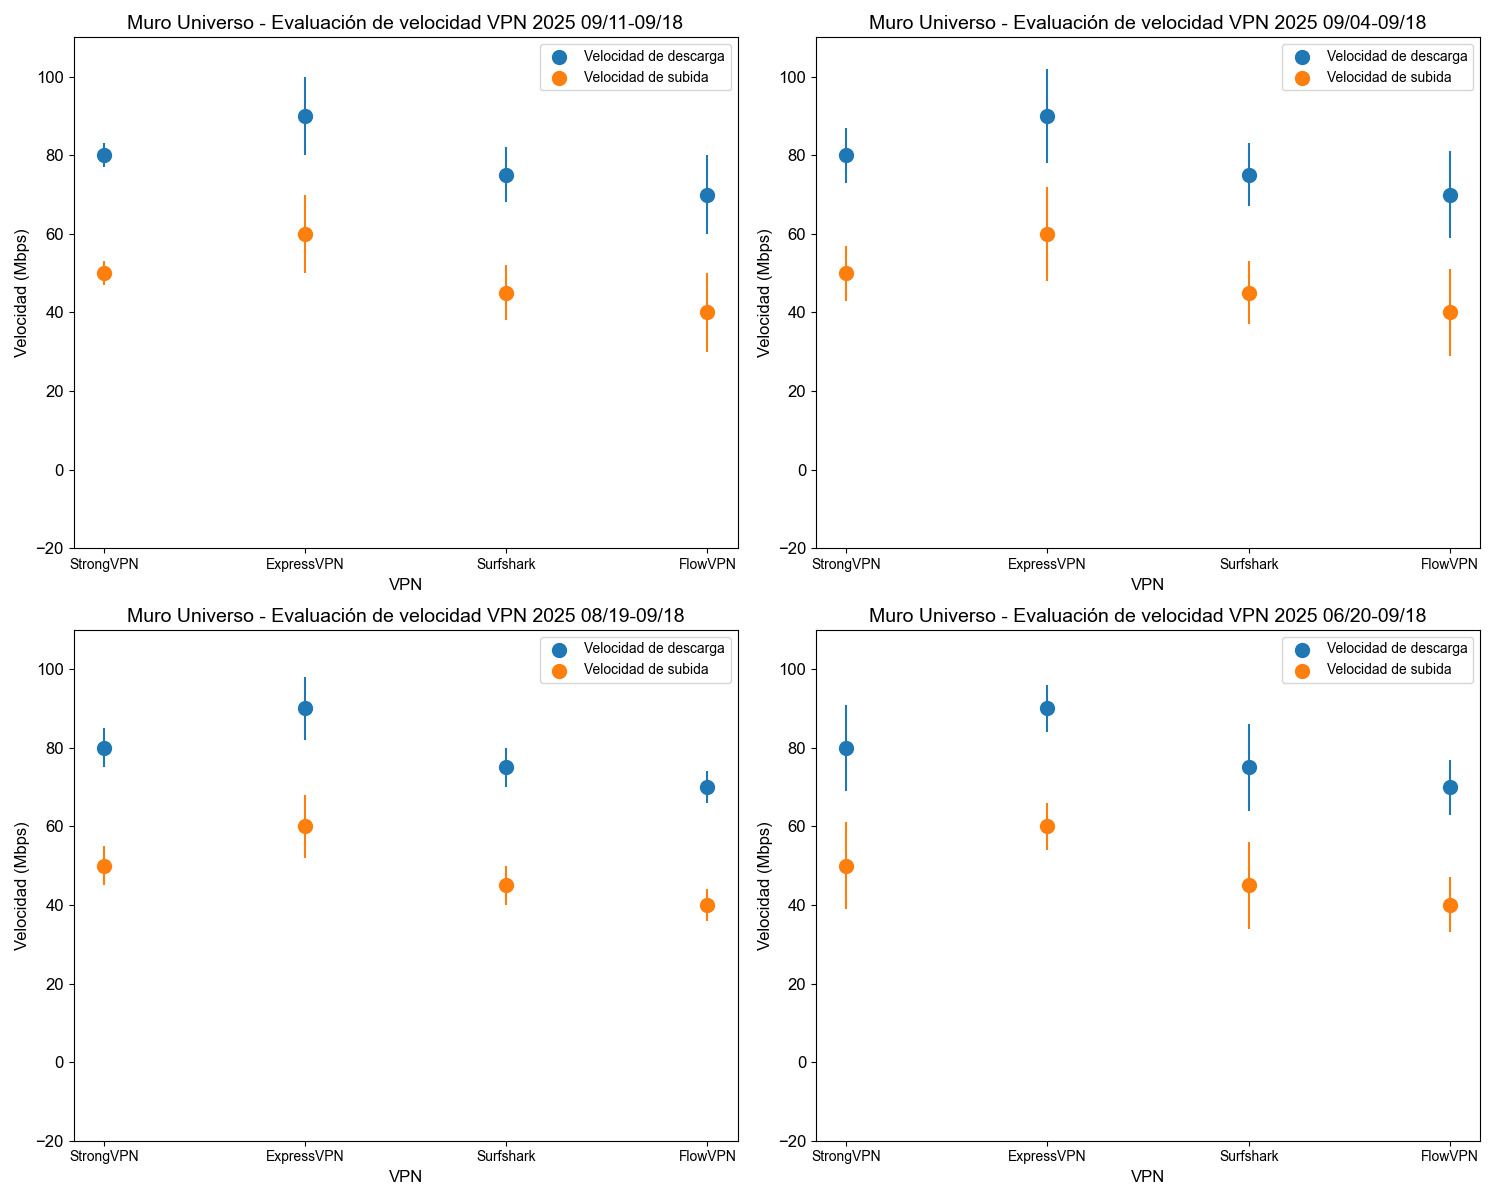 Muro Universo - Evaluación de velocidad VPN 2025 09/11-09/18
Velocidad de descarga
Velocidad de subida
100
80
60
40
20
0
−20
Velocidad (Mbps)
StrongVPN ExpressVPN Surfshark FlowVPN
VPN
Muro Universo - Evaluación de velocidad VPN 2025 09/04-09/18
Velocidad de descarga
Velocidad de subida
100
80
60
40
20
0
−20
Velocidad (Mbps)
StrongVPN ExpressVPN Surfshark FlowVPN
VPN
Muro Universo - Evaluación de velocidad VPN 2025 08/19-09/18
Velocidad de descarga
Velocidad de subida
100
80
60
40
20
0
−20
Velocidad (Mbps)
StrongVPN ExpressVPN Surfshark FlowVPN
VPN
Muro Universo - Evaluación de velocidad VPN 2025 06/20-09/18
Velocidad de descarga
Velocidad de subida
100
80
60
40
20
0
−20
Velocidad (Mbps)
StrongVPN ExpressVPN Surfshark FlowVPN
VPN